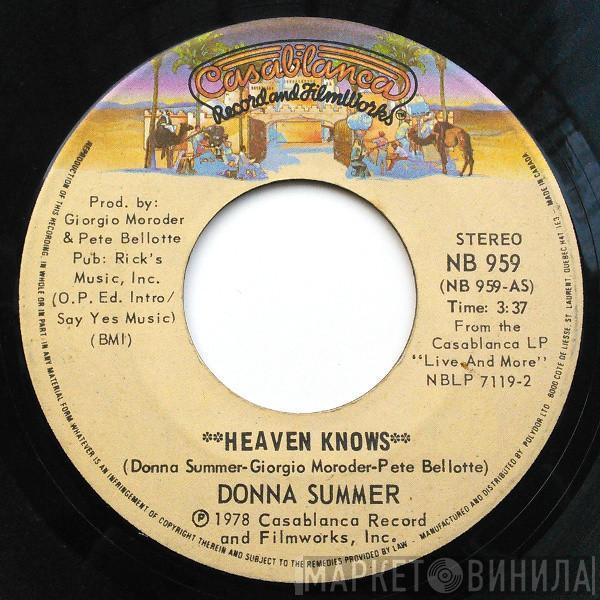 Casablanca
Record and FilmWorks
TM
Prod. by:
Giorgio Moroder
& Pete Bellotte
Pub: Rick's
Music, Inc.
(O.P. Ed. Intro/
Say Yes Music)
(BMI)
STEREO
NB 959
(NB 959-AS)
Time: 3:37
From the
Casablanca LP
"Live And More"
NBLP 7119-2
**HEAVEN KNOWS**
(Donna Summer-Giorgio Moroder-Pete Bellotte)
DONNA SUMMER
Ⓟ 1978 Casablanca Record
and Filmworks, Inc.
REPRODUCTION OF THIS RECORDING IN WHOLE OR IN PART, IN ANY MATERIAL FORM WHATEVER IS AN INFRINGEMENT OF COPYRIGHT THEREIN AND SUBJECT TO THE REMEDIES PROVIDED BY LAW - MANUFACTURED AND DISTRIBUTED BY POLYDOR LTD. 6000 COTE DE LIESSE, ST. LAURENT, QUEBEC H4T 1E3
MADE IN CANADA
МАРКЕТ ВИНИЛА